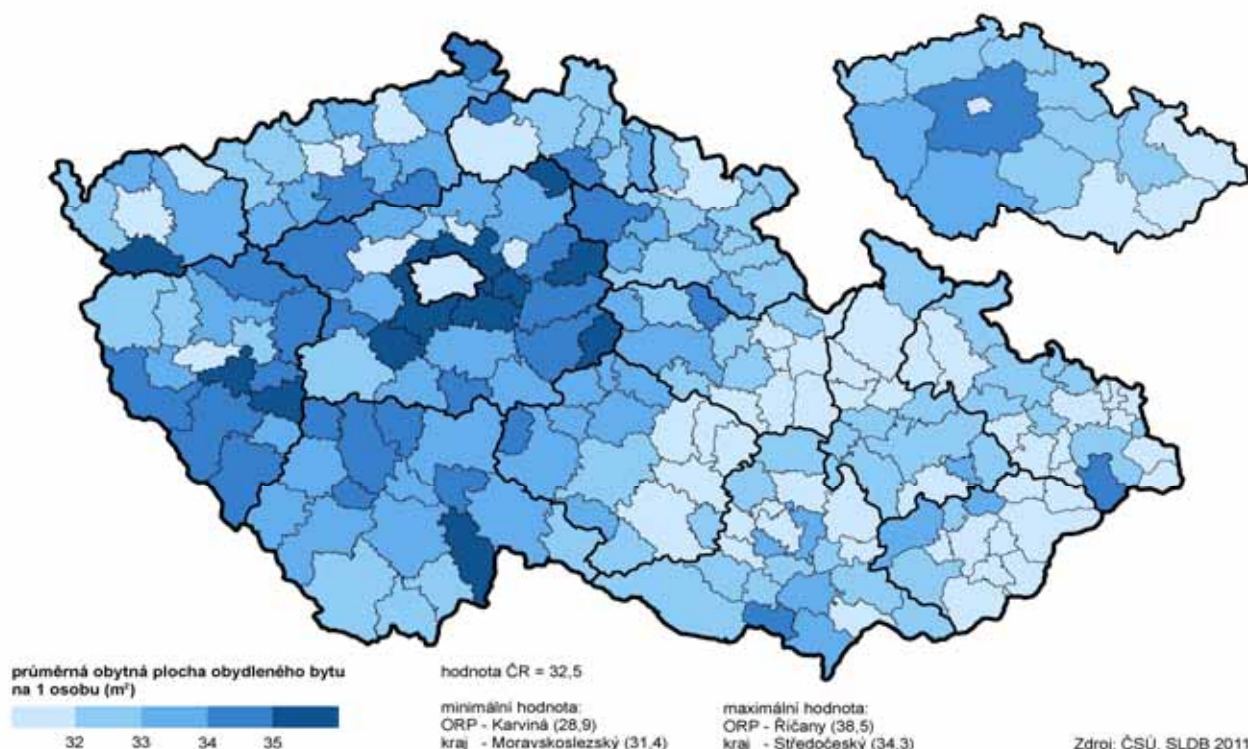 průměrná obytná plocha obydleného bytu
na 1 osobu (m²)
32 33 34 35
hodnota ČR = 32,5
minimální hodnota:
ORP - Karviná (28,9)
kraj - Moravskoslezský (31,4)
maximální hodnota:
ORP - Říčany (38,5)
kraj - Středočeský (34,3)
Zdroj: ČSÚ, SLDB 2011